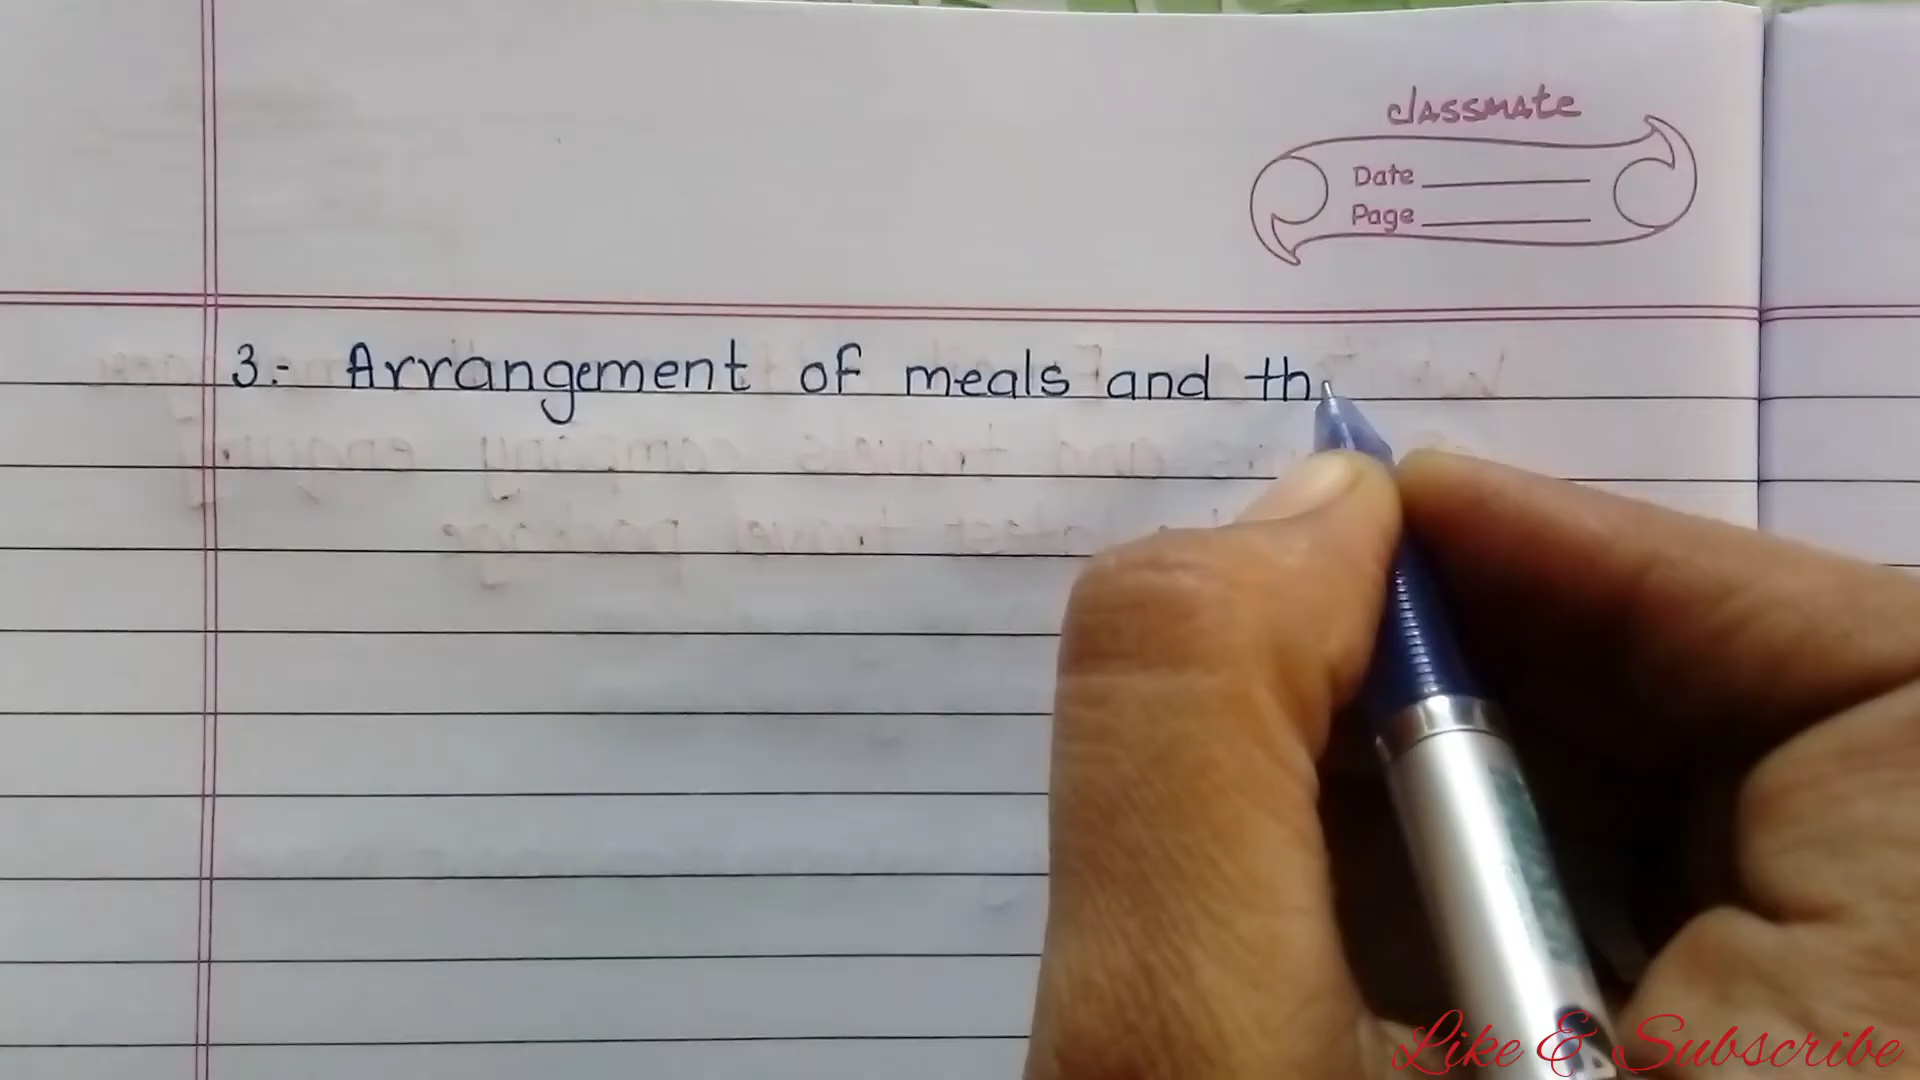 classmate
Date
Page
3:- Arrangement of meals and th
Like & Subscribe